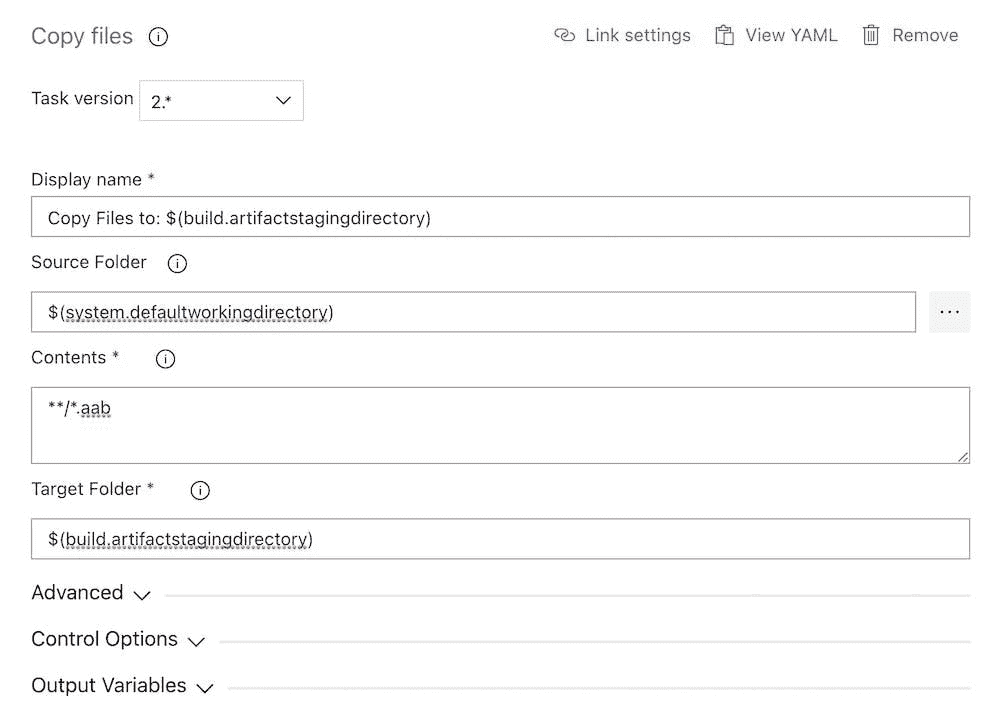 Copy files
Link settings View YAML Remove
Task version 2.*
Display name *
Copy Files to: $(build.artifactstagingdirectory)
Source Folder
$(system.defaultworkingdirectory)
...
Contents *
**/*.aab
Target Folder *
$(build.artifactstagingdirectory)
Advanced
Control Options
Output Variables